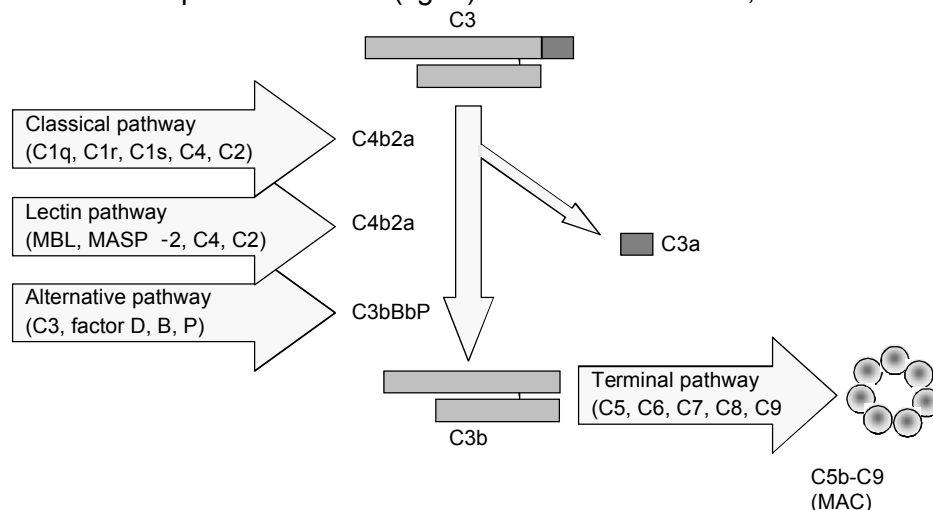 C3
Classical pathway
(C1q, C1r, C1s, C4, C2)
C4b2a
Lectin pathway
(MBL, MASP -2, C4, C2)
C4b2a
C3a
Alternative pathway
(C3, factor D, B, P)
C3bBbP
Terminal pathway
(C5, C6, C7, C8, C9
C3b
C5b-C9
(MAC)